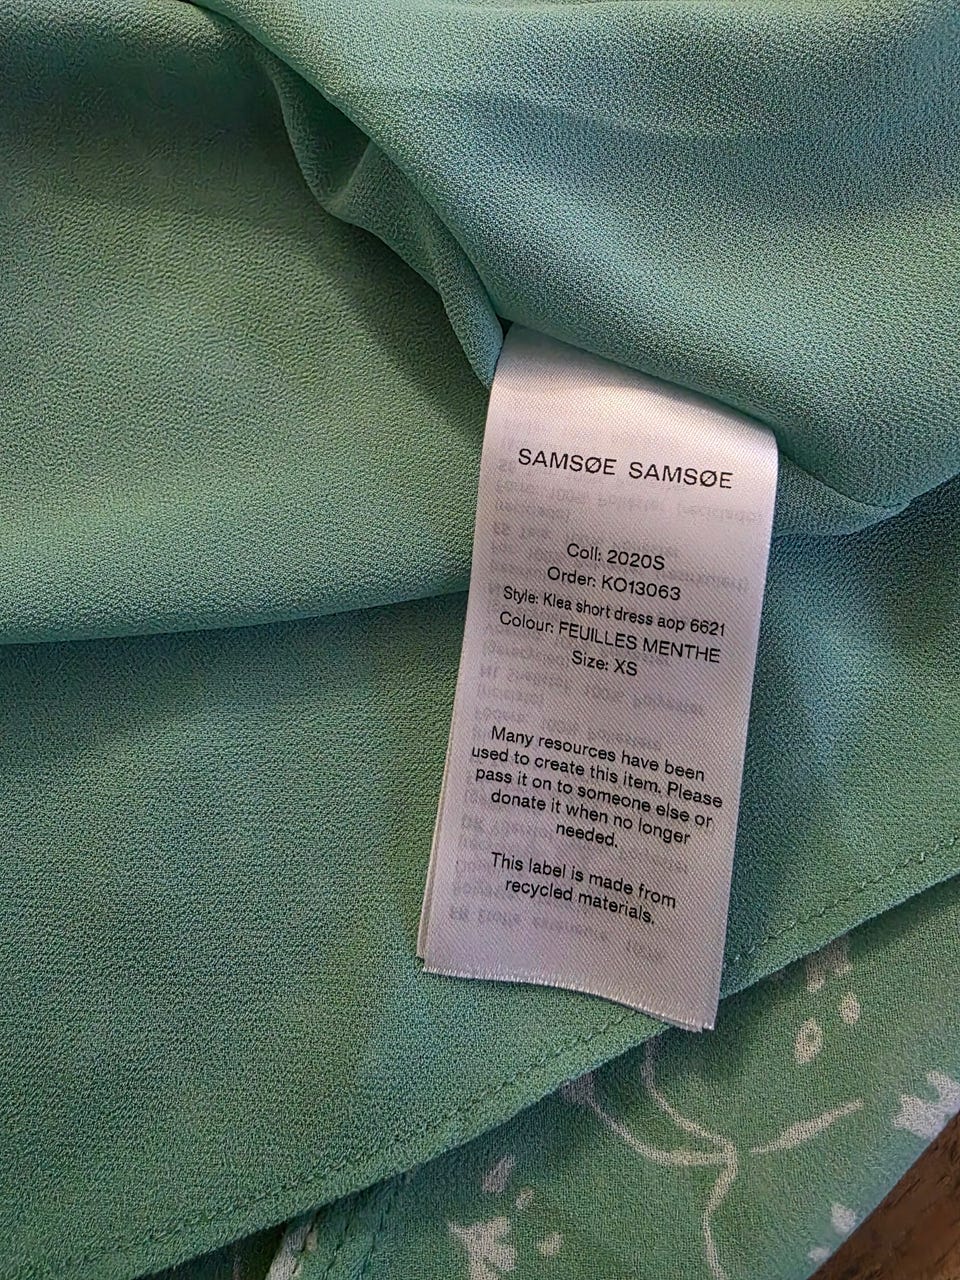 SAMSØE SAMSØE
Coll: 2020S
Order: KO13063
Style: Klea short dress aop 6621
Colour: FEUILLES MENTHE
Size: XS
Many resources have been
used to create this item. Please
pass it on to someone else or
donate it when no longer
needed.
This label is made from
recycled materials.